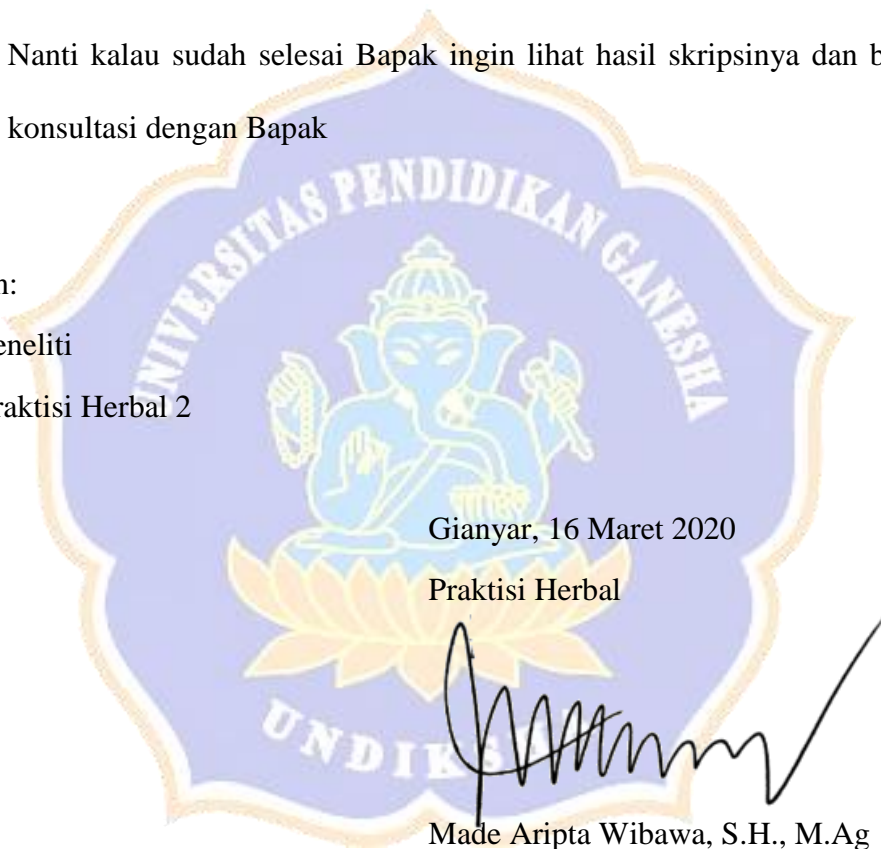 Nanti kalau sudah selesai Bapak ingin lihat hasil skripsinya dan b
konsultasi dengan Bapak
UNIVERSITAS PENDIDIKAN GANESHA
n:
eneliti
raktisi Herbal 2
Gianyar, 16 Maret 2020
Praktisi Herbal
UNDIKSHA
Made Aripta Wibawa, S.H., M.Ag